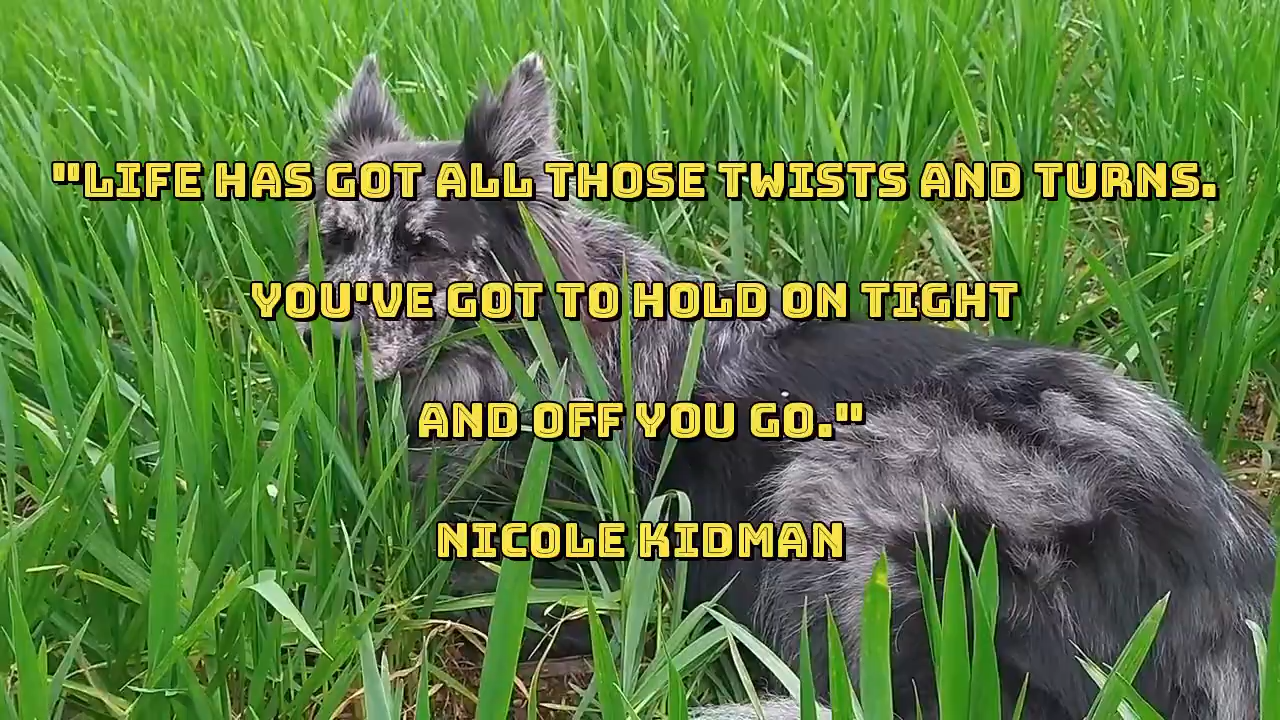 "LIFE HAS GOT ALL THOSE TWISTS AND TURNS.
YOU'VE GOT TO HOLD ON TIGHT
AND OFF YOU GO."
NICOLE KIDMAN